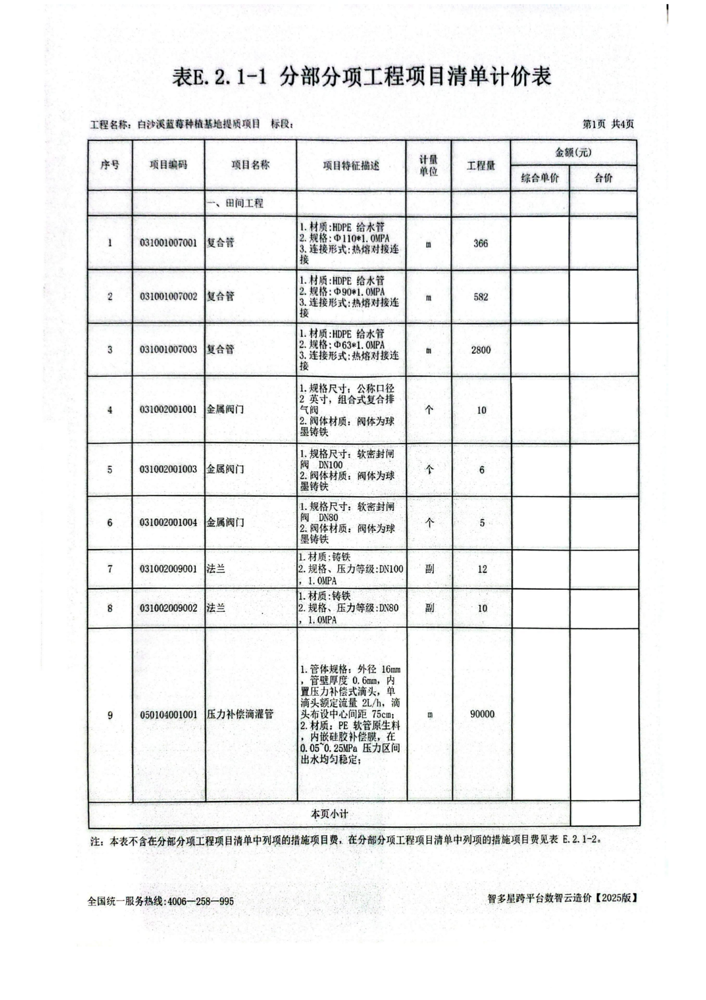 表E.2.1-1 分部分项工程项目清单计价表
工程名称：白沙溪蓝莓种植基地提质项目 标段：
第1页 共4页
序号 项目编码 项目名称 项目特征描述 计量单位 工程量 金额(元)
综合单价 合价
一、田间工程
1 031001007001 复合管
1.材质:HDPE 给水管
2.规格:Φ110*1.0MPA
3.连接形式:热熔对接连
接
m 366
2 031001007002 复合管
1.材质:HDPE 给水管
2.规格:Φ90*1.0MPA
3.连接形式:热熔对接连
接
m 582
3 031001007003 复合管
1.材质:HDPE 给水管
2.规格:Φ63*1.0MPA
3.连接形式:热熔对接连
接
m 2800
4 031002001001 金属阀门
1.规格尺寸：公称口径
2 英寸，组合式复合排
气阀
2.阀体材质：阀体为球
墨铸铁
个 10
5 031002001003 金属阀门
1.规格尺寸：软密封闸
阀 DN100
2.阀体材质：阀体为球
墨铸铁
个 6
6 031002001004 金属阀门
1.规格尺寸：软密封闸
阀 DN80
2.阀体材质：阀体为球
墨铸铁
个 5
7 031002009001 法兰
1.材质:铸铁
2.规格、压力等级:DN100
，1.0MPA
副 12
8 031002009002 法兰
1.材质:铸铁
2.规格、压力等级:DN80
，1.0MPA
副 10
9 050104001001 压力补偿滴灌管
1.管体规格：外径 16mm
，管壁厚度 0.6mm，内
置压力补偿式滴头，单
滴头额定流量 2L/h，滴
头布设中心间距 75cm；
2.材质：PE 软管原生料
，内嵌硅胶补偿膜，在
0.05~0.25MPa 压力区间
出水均匀稳定；
m 90000
本页小计
注：本表不含在分部分项工程项目清单中列项的措施项目费，在分部分项工程项目清单中列项的措施项目费见表 E.2.1-2。
全国统一服务热线:4006—258—995
智多星跨平台数智云造价【2025版】